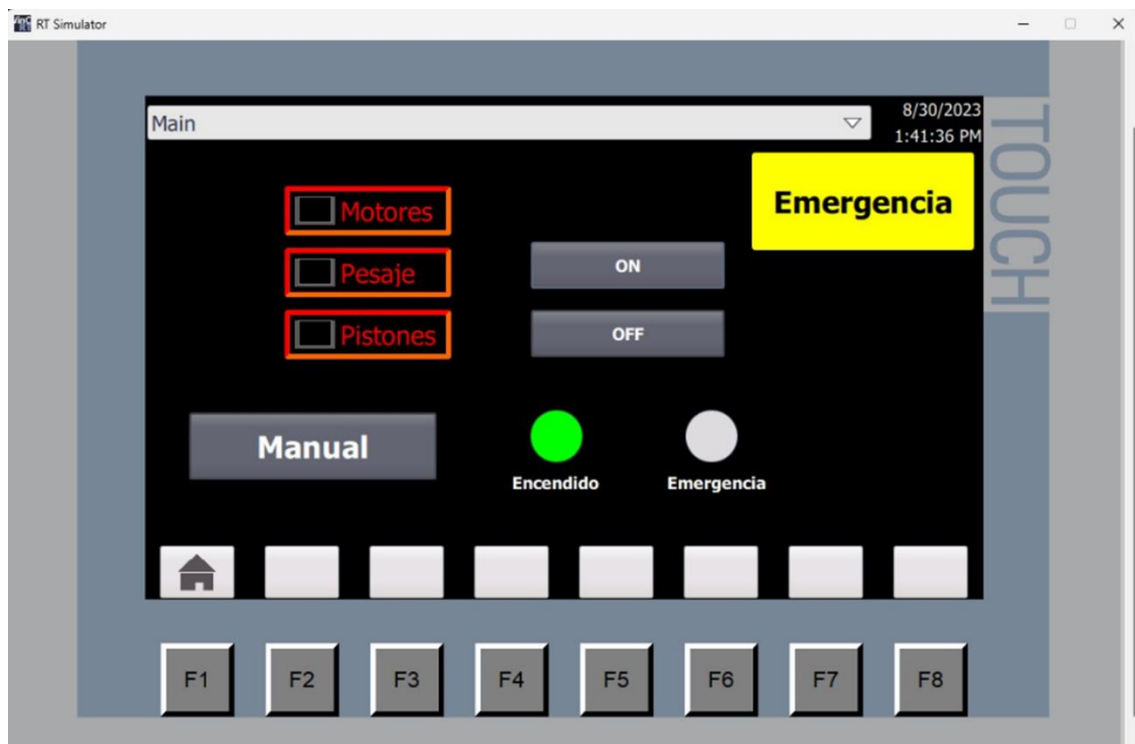 RT Simulator
Main
8/30/2023
1:41:36 PM
TOUCH
Emergencia
Motores
Pesaje
Pistones
ON
OFF
Manual
Encendido
Emergencia
F1
F2
F3
F4
F5
F6
F7
F8